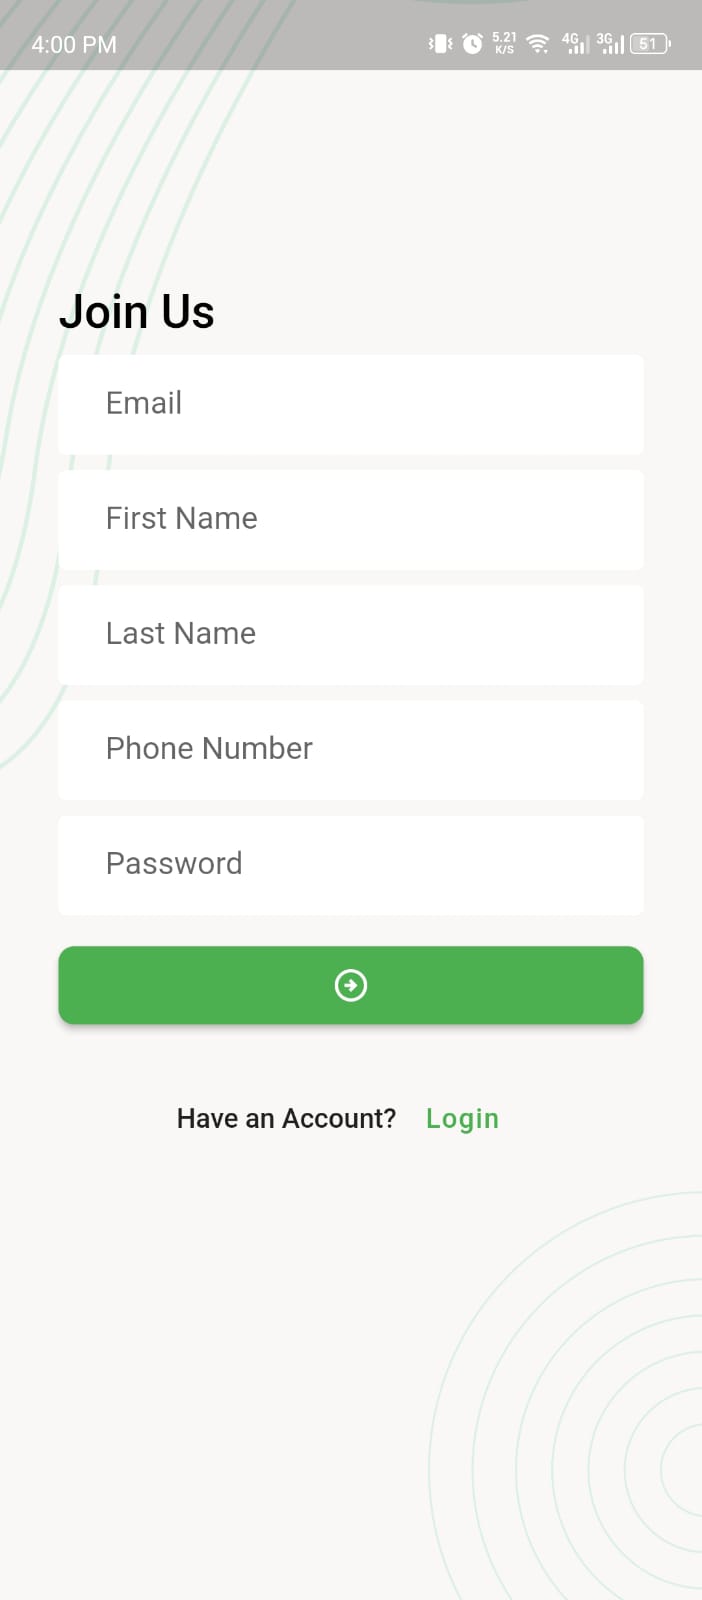 4:00 PM 5.21 K/S 4G 3G 51
Join Us
Email
First Name
Last Name
Phone Number
Password
Have an Account? Login